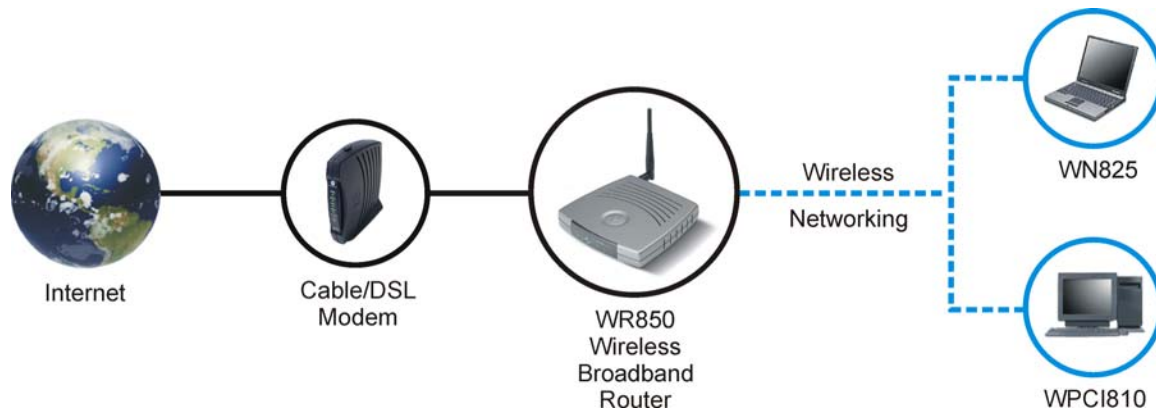 Internet
Cable/DSL
Modem
WR850
Wireless
Broadband
Router
Wireless
Networking
WN825
WPCI810